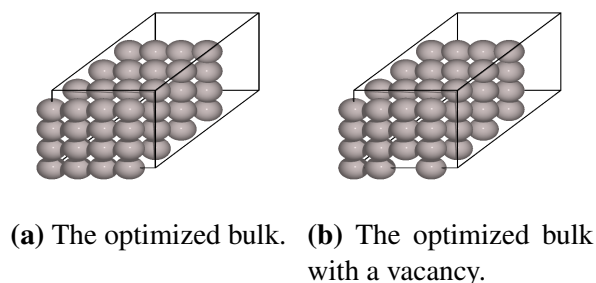 (a) The optimized bulk.
(b) The optimized bulk
with a vacancy.